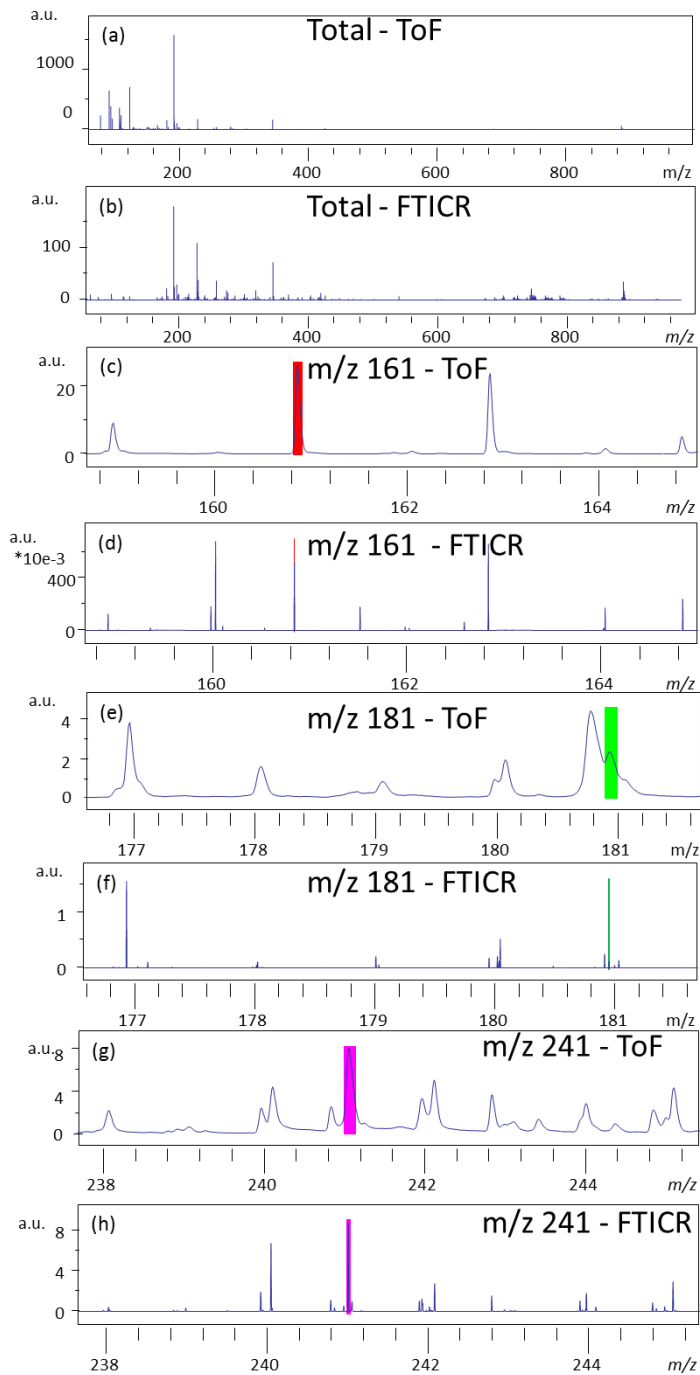 a.u.
(a) Total - ToF
1000
0
200 400 600 800 m/z
a.u.
(b) Total - FTICR
100
0
200 400 600 800 m/z
a.u.
(c) m/z 161 - ToF
20
0
160 162 164 m/z
a.u.
*10e-3
(d) m/z 161 - FTICR
400
0
160 162 164 m/z
a.u.
(e) m/z 181 - ToF
4
2
0
177 178 179 180 181 m/z
a.u.
(f) m/z 181 - FTICR
1
0
177 178 179 180 181 m/z
a.u.
(g) m/z 241 - ToF
8
4
0
238 240 242 244 m/z
a.u.
(h) m/z 241 - FTICR
8
4
0
238 240 242 244 m/z